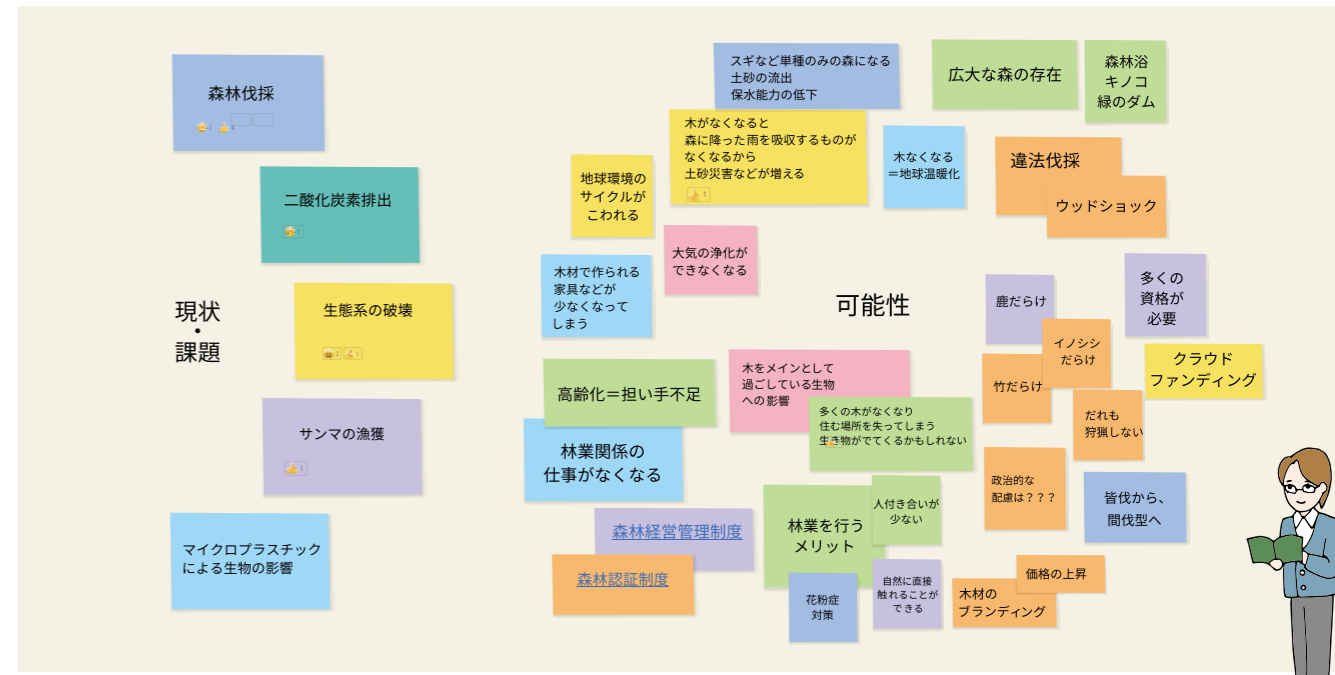 現状
・
課題
森林伐採
二酸化炭素排出
生態系の破壊
サンマの漁獲
マイクロプラスチック
による生物の影響
可能性
スギなど単種のみの森になる
土砂の流出
保水能力の低下
広大な森の存在
森林浴
キノコ
緑のダム
木がなくなると
森に降った雨を吸収するものが
なくなるから
土砂災害などが増える
木なくなる
＝地球温暖化
違法伐採
ウッドショック
地球環境の
サイクルが
こわれる
大気の浄化が
できなくなる
木材で作られる
家具などが
少なくなって
しまう
鹿だらけ
多くの
資格が
必要
イノシシ
だらけ
竹だらけ
クラウド
ファンディング
だれも
狩猟しない
高齢化＝担い手不足
木をメインとして
過ごしている生物
への影響
多くの木がなくなり
住む場所を失ってしまう
生き物がでてくるかもしれない
林業関係の
仕事がなくなる
政治的な
配慮は？？？
皆伐から、
間伐型へ
森林経営管理制度
森林認証制度
林業を行う
メリット
人付き合いが
少ない
花粉症
対策
自然に直接
触れることが
できる
木材の
ブランディング
価格の上昇